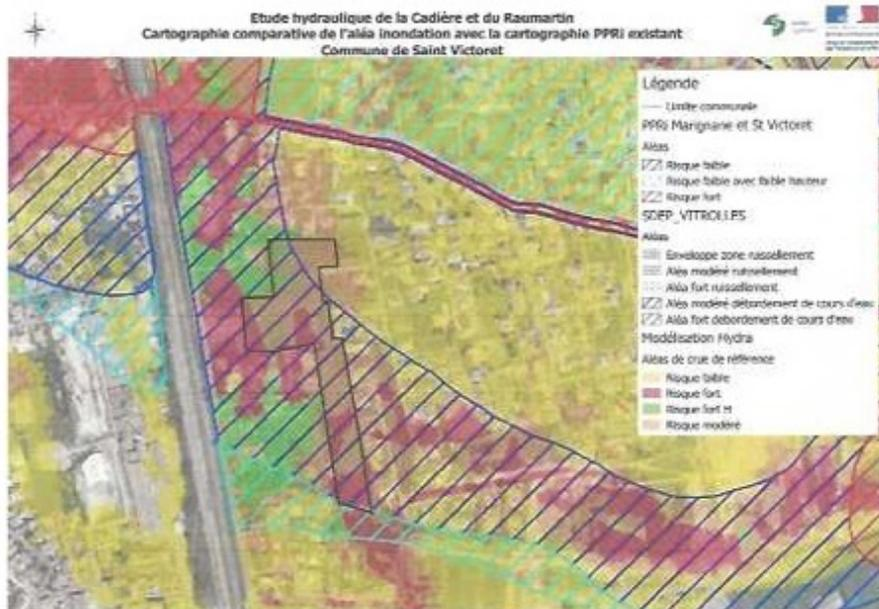 Etude hydraulique de la Cadière et du Raumartin
Cartographie comparative de l'aléa inondation avec la cartographie PPRi existant
Commune de Saint Victoret
Légende
Limite communale
PPRi Marignane et St Victoret
Aléas
Risque faible
Risque faible avec faible hauteur
Risque fort
SDEP_VITROLLES
Aléas
Enveloppe zone ruissellement
Aléa modéré ruissellement
Aléa fort ruissellement
Aléa modéré débordement de cours d'eau
Aléa fort debordement de cours d'eau
Modélisation Hydra
Aléas de crue de référence
Risque faible
Risque fort
Risque fort H
Risque modéré